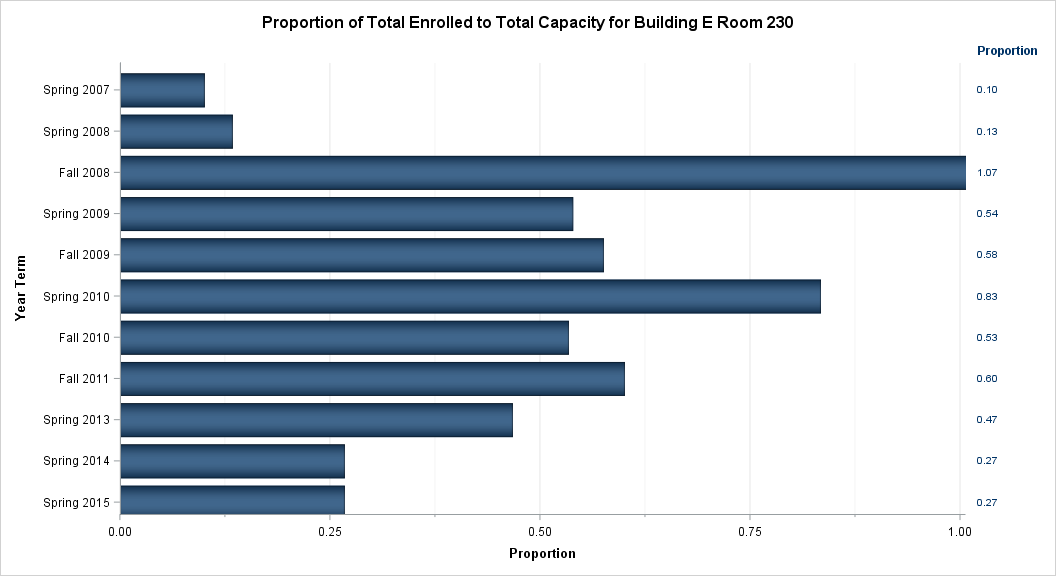 Proportion of Total Enrolled to Total Capacity for Building E Room 230
Proportion
Spring 2007 0.10
Spring 2008 0.13
Fall 2008 1.07
Spring 2009 0.54
Fall 2009 0.58
Spring 2010 0.83
Fall 2010 0.53
Fall 2011 0.60
Spring 2013 0.47
Spring 2014 0.27
Spring 2015 0.27
Year Term
0.00 0.25 0.50 0.75 1.00
Proportion